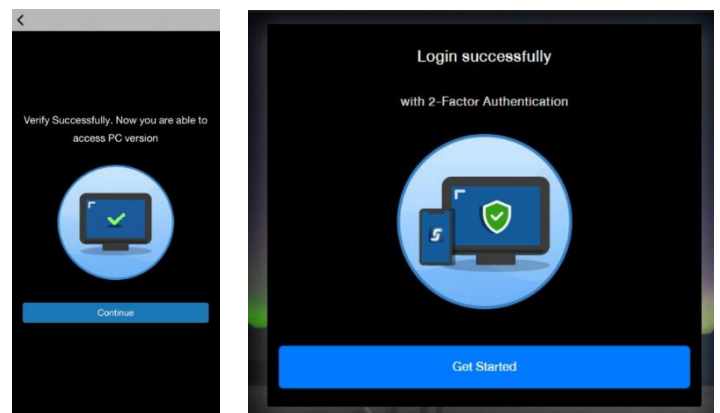 Verify Successfully. Now you are able to
access PC version
Continue
Login successfully
with 2-Factor Authentication
Get Started